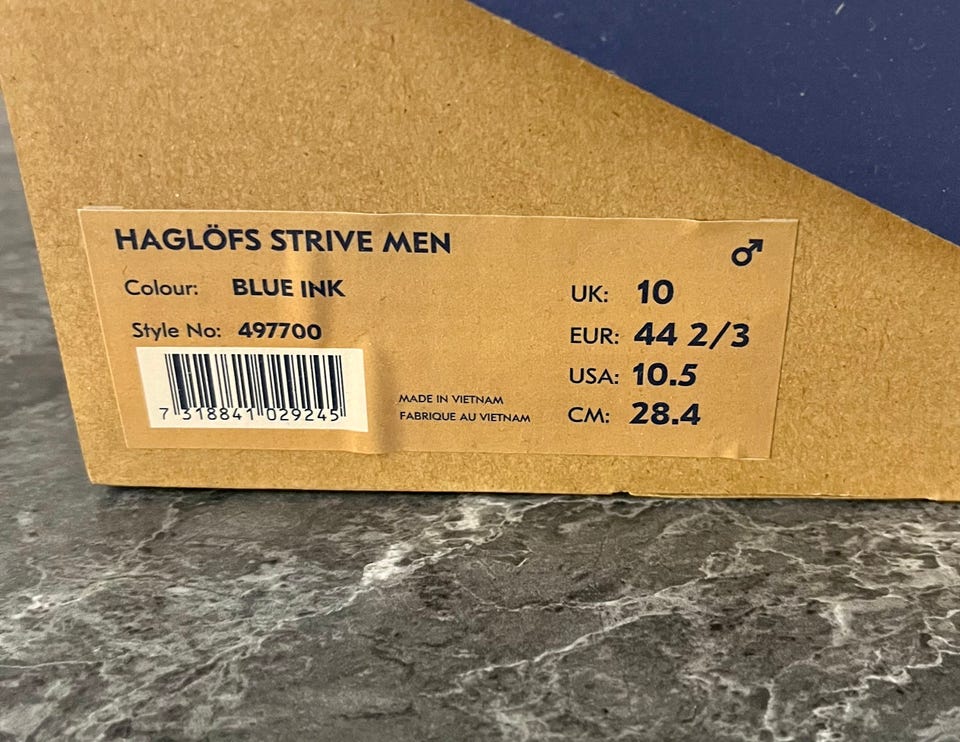 HAGLÖFS STRIVE MEN
♂
Colour: BLUE INK
Style No: 497700
7 318841 029245
MADE IN VIETNAM
FABRIQUE AU VIETNAM
UK: 10
EUR: 44 2/3
USA: 10.5
CM: 28.4